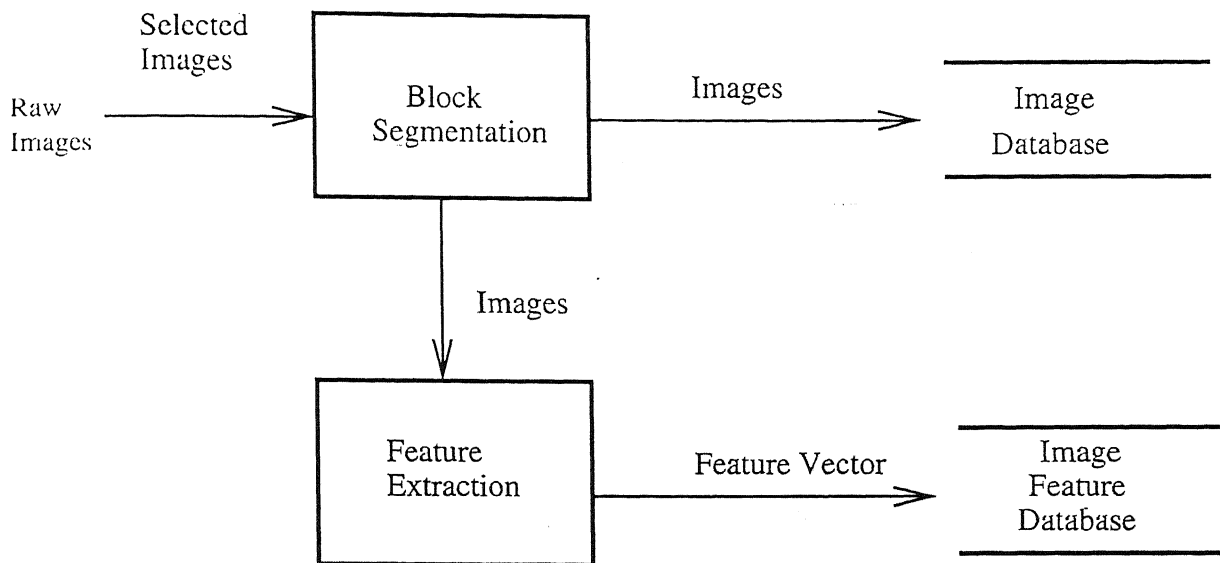 Selected
Images
Raw
Images
Block
Segmentation
Images
Image
Database
Images
Feature
Extraction
Feature Vector
Image
Feature
Database